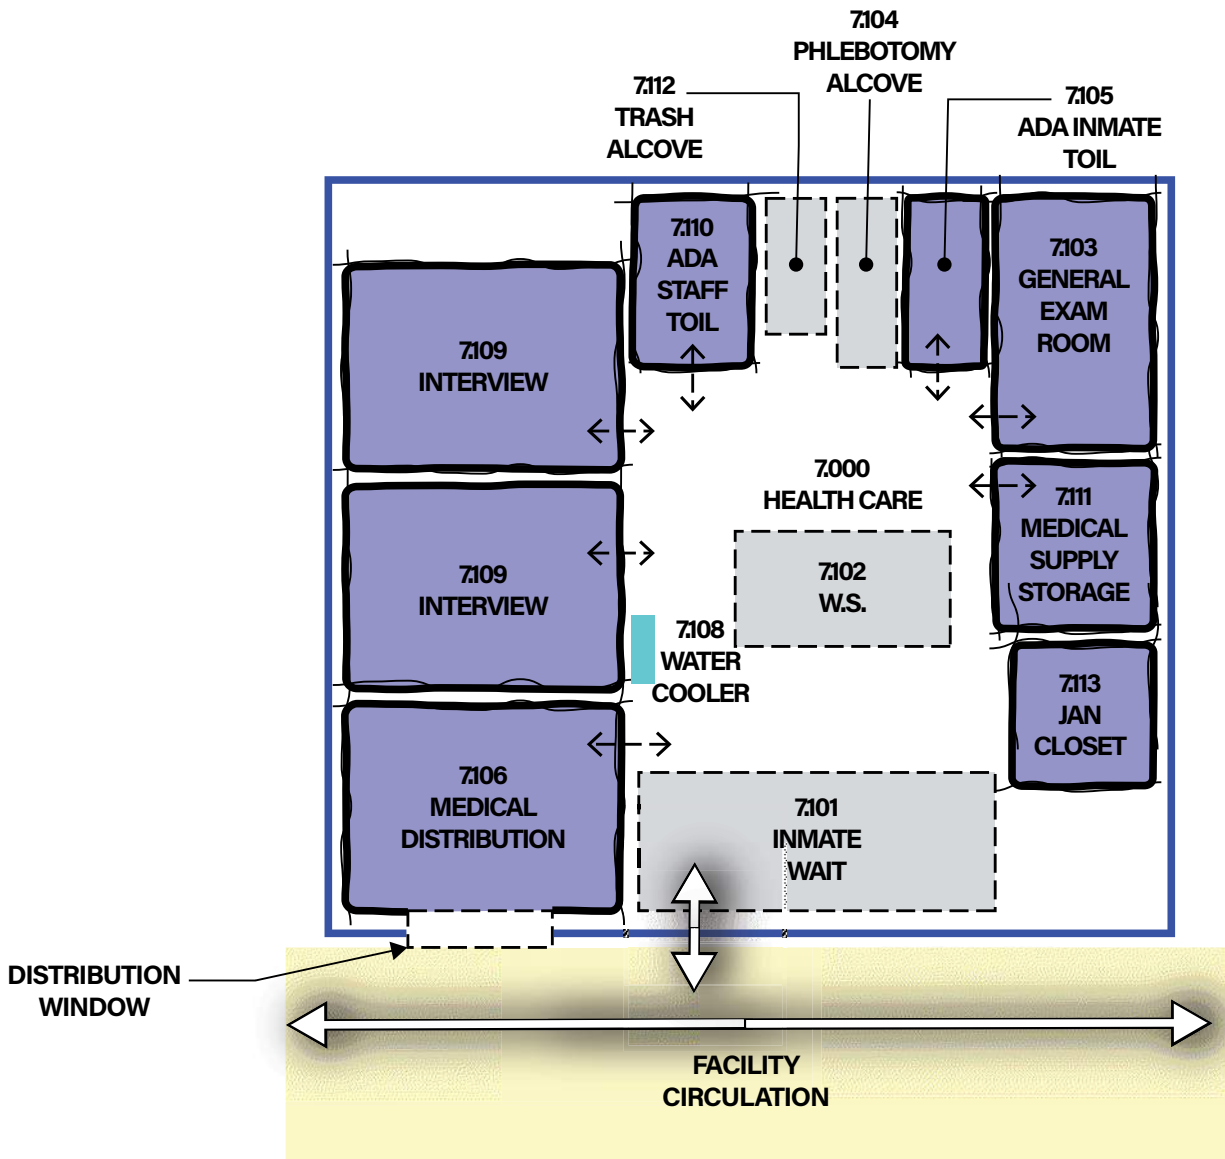 7.104
PHLEBOTOMY
ALCOVE
7.112
TRASH
ALCOVE
7.105
ADA INMATE
TOIL
7.110
ADA
STAFF
TOIL
7.103
GENERAL
EXAM
ROOM
7.109
INTERVIEW
7.000
HEALTH CARE
7.111
MEDICAL
SUPPLY
STORAGE
7.109
INTERVIEW
7.102
W.S.
7.108
WATER
COOLER
7.113
JAN
CLOSET
7.106
MEDICAL
DISTRIBUTION
7.101
INMATE
WAIT
DISTRIBUTION
WINDOW
FACILITY
CIRCULATION